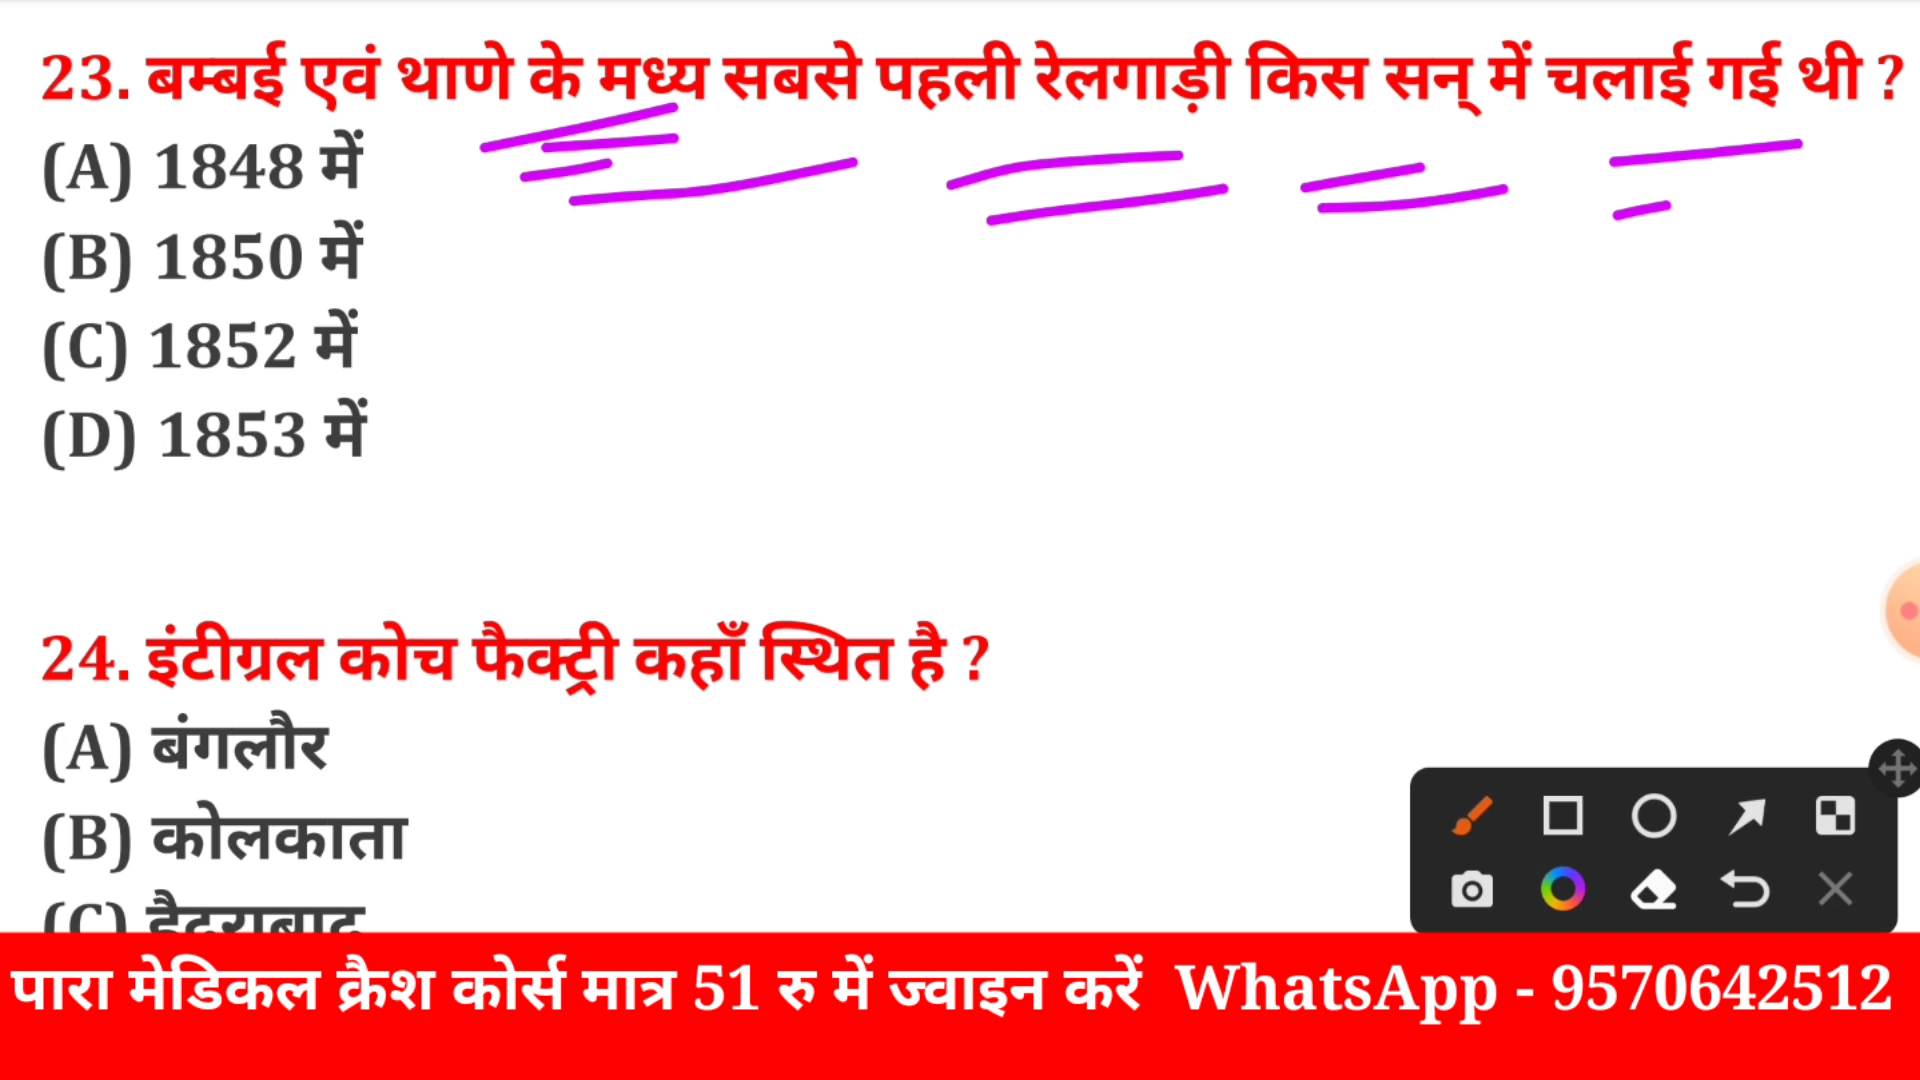 23. बम्बई एवं थाणे के मध्य सबसे पहली रेलगाड़ी किस सन् में चलाई गई थी ?
(A) 1848 में
(B) 1850 में
(C) 1852 में
(D) 1853 में
24. इंटीग्रल कोच फैक्ट्री कहाँ स्थित है ?
(A) बंगलौर
(B) कोलकाता
(C) हैदराबाद
पारा मेडिकल क्रैश कोर्स मात्र 51 रु में ज्वाइन करें WhatsApp - 9570642512